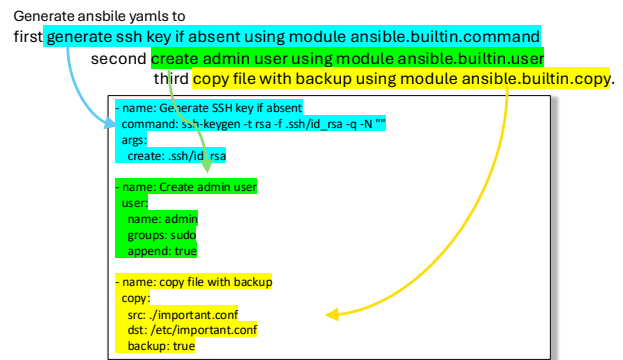 Generate ansbile yamls to
first generate ssh key if absent using module ansible.builtin.command
second create admin user using module ansible.builtin.user
third copy file with backup using module ansible.builtin.copy.
- name: Generate SSH key if absent
command: ssh-keygen -t rsa -f .ssh/id_rsa -q -N ""
args:
create: .ssh/id_rsa
- name: Create admin user
user:
name: admin
groups: sudo
append: true
- name: copy file with backup
copy:
src: ./important.conf
dst: /etc/important.conf
backup: true